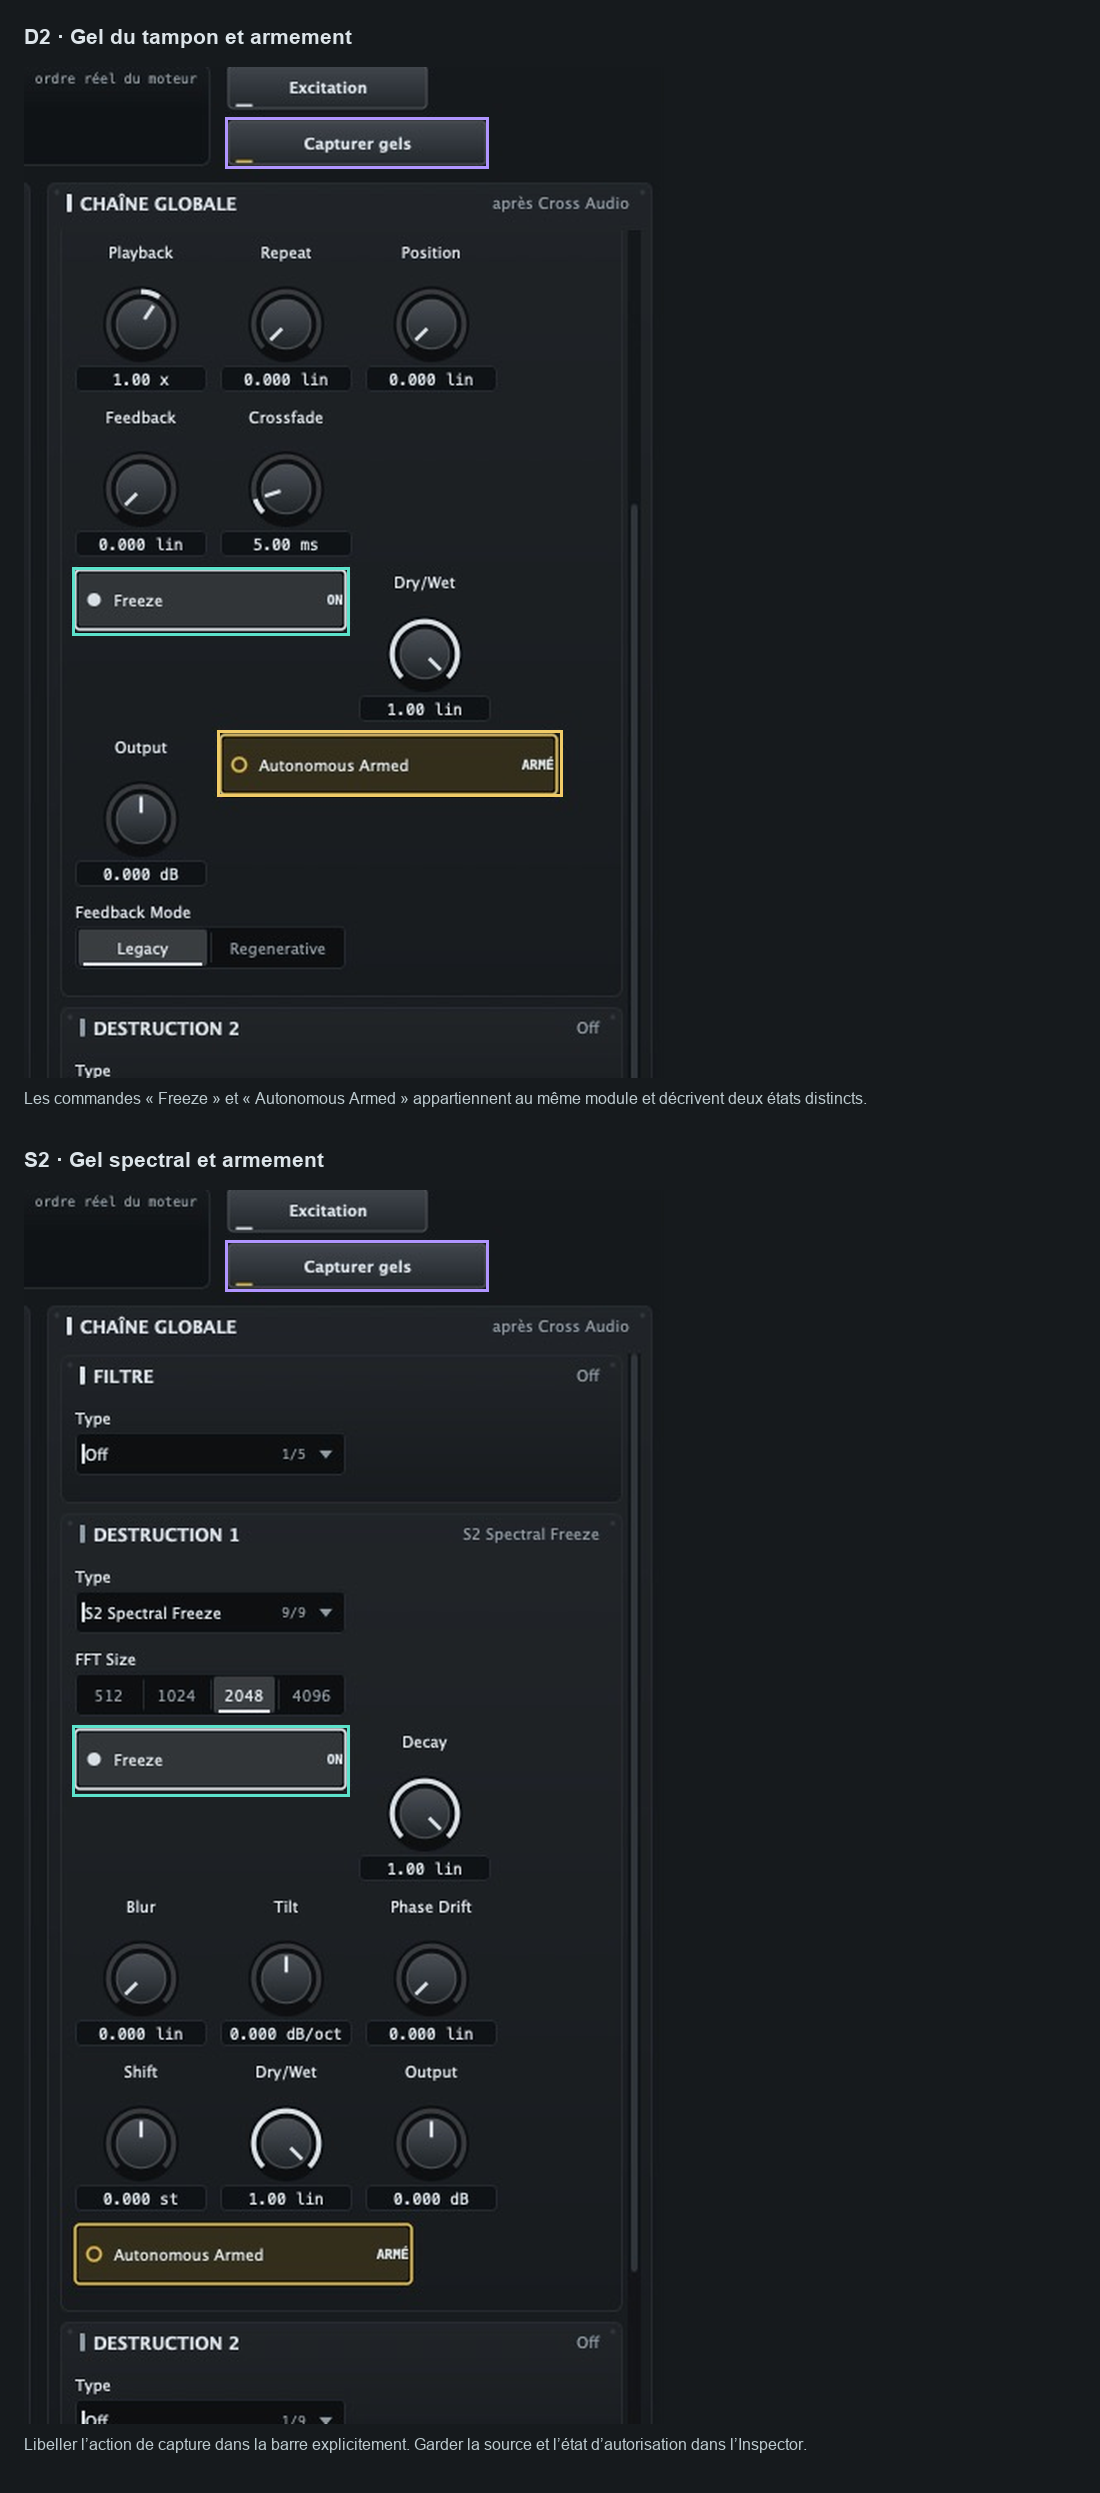 D2 · Gel du tampon et armement
ordre réel du moteur
Excitation
Capturer gels
CHAÎNE GLOBALE
après Cross Audio
Playback Repeat Position
1.00 x 0.000 lin 0.000 lin
Feedback Crossfade
0.000 lin 5.00 ms
Freeze ON
Dry/Wet
1.00 lin
Output
Autonomous Armed ARMÉ
0.000 dB
Feedback Mode
Legacy Regenerative
DESTRUCTION 2 Off
Type
Les commandes « Freeze » et « Autonomous Armed » appartiennent au même module et décrivent deux états distincts.
S2 · Gel spectral et armement
ordre réel du moteur
Excitation
Capturer gels
CHAÎNE GLOBALE
après Cross Audio
FILTRE Off
Type
Off 1/5
DESTRUCTION 1 S2 Spectral Freeze
Type
S2 Spectral Freeze 9/9
FFT Size
512 1024 2048 4096
Freeze ON
Decay
1.00 lin
Blur Tilt Phase Drift
0.000 lin 0.000 dB/oct 0.000 lin
Shift Dry/Wet Output
0.000 st 1.00 lin 0.000 dB
Autonomous Armed ARMÉ
DESTRUCTION 2 Off
Type
Off 1/9
Libeller l’action de capture dans la barre explicitement. Garder la source et l’état d’autorisation dans l’Inspector.